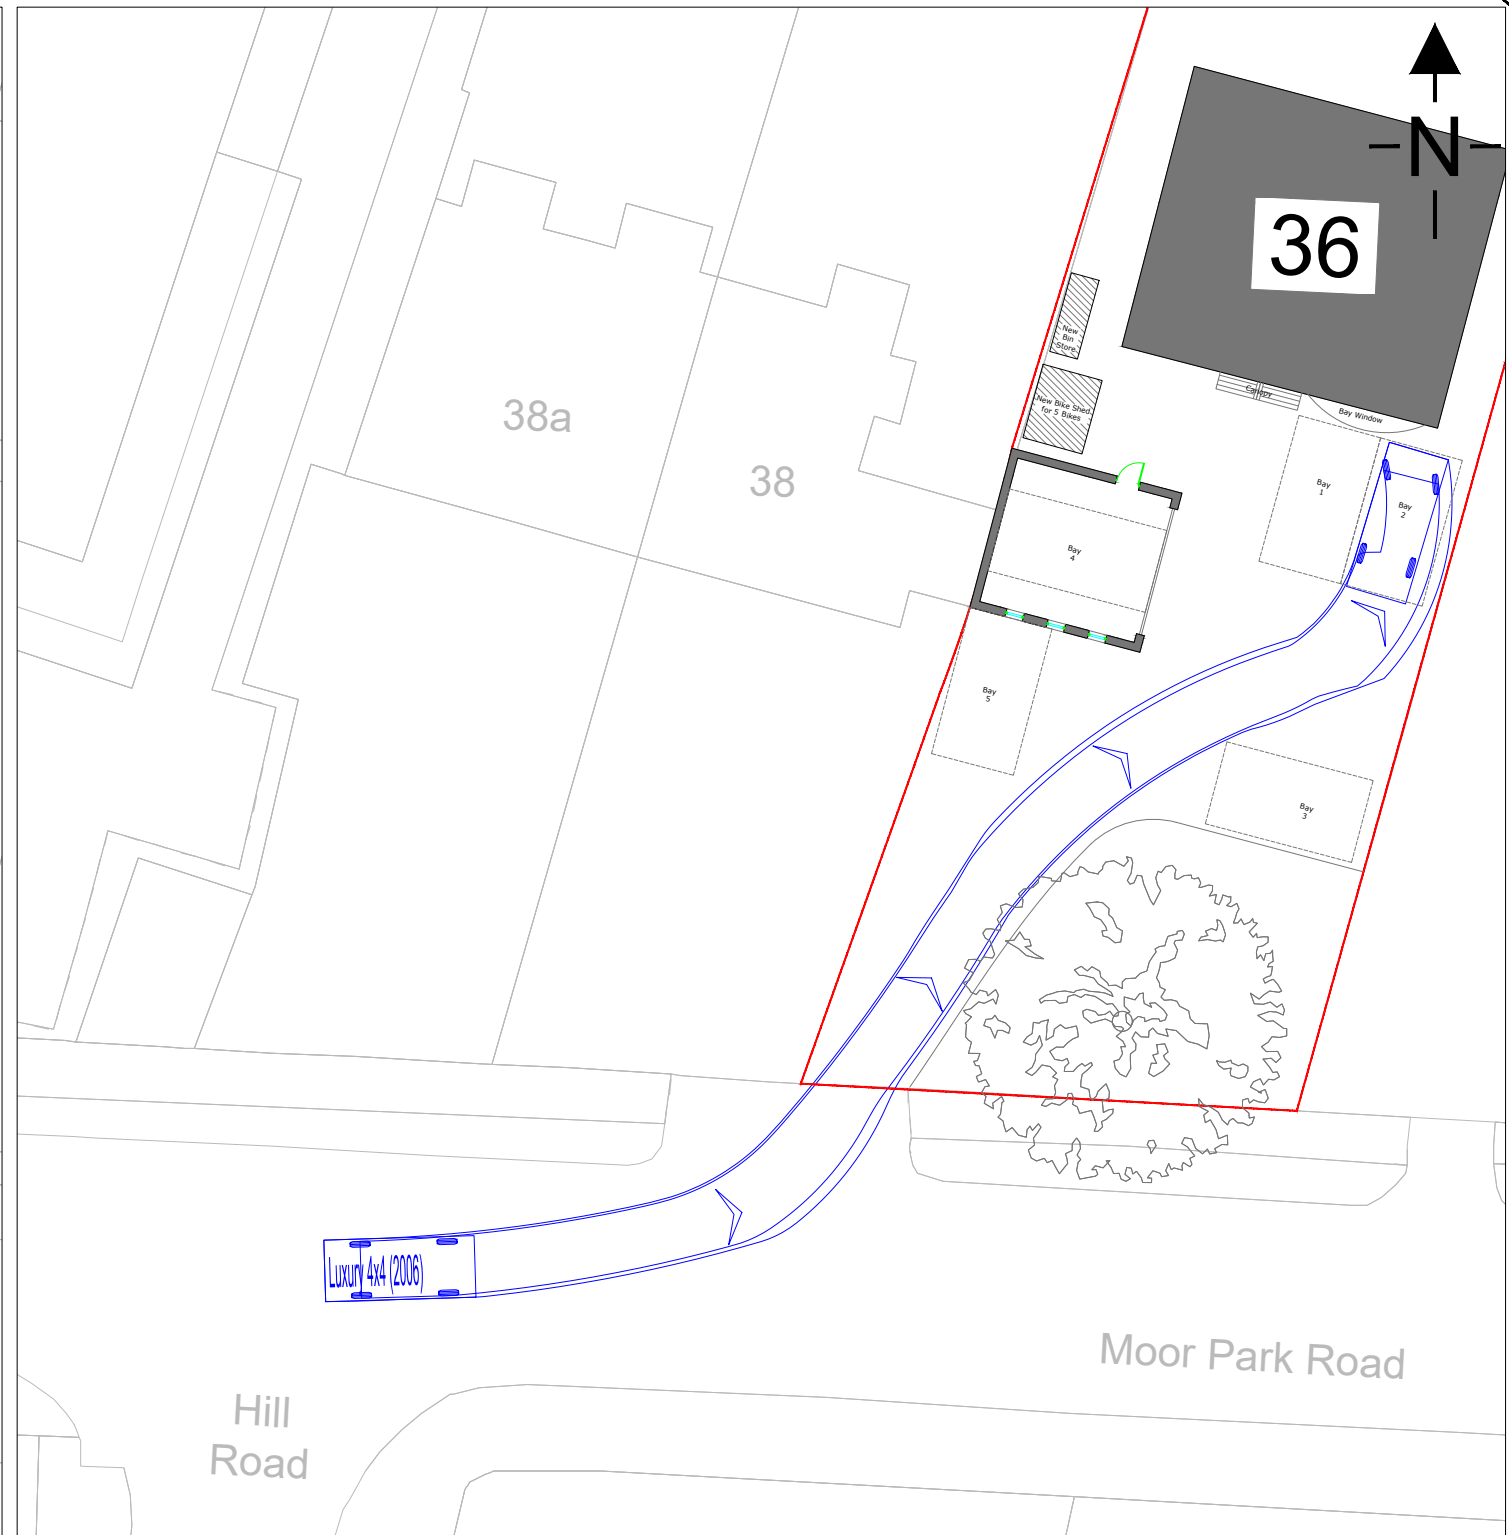 N
36
New
Bin
Store
New Bike Shed
for 5 Bikes
Canopy
Bay Window
38a
38
Bay
1
Bay
2
Bay
4
Bay
5
Bay
3
Luxury 4x4 (2006)
Moor Park Road
Hill
Road